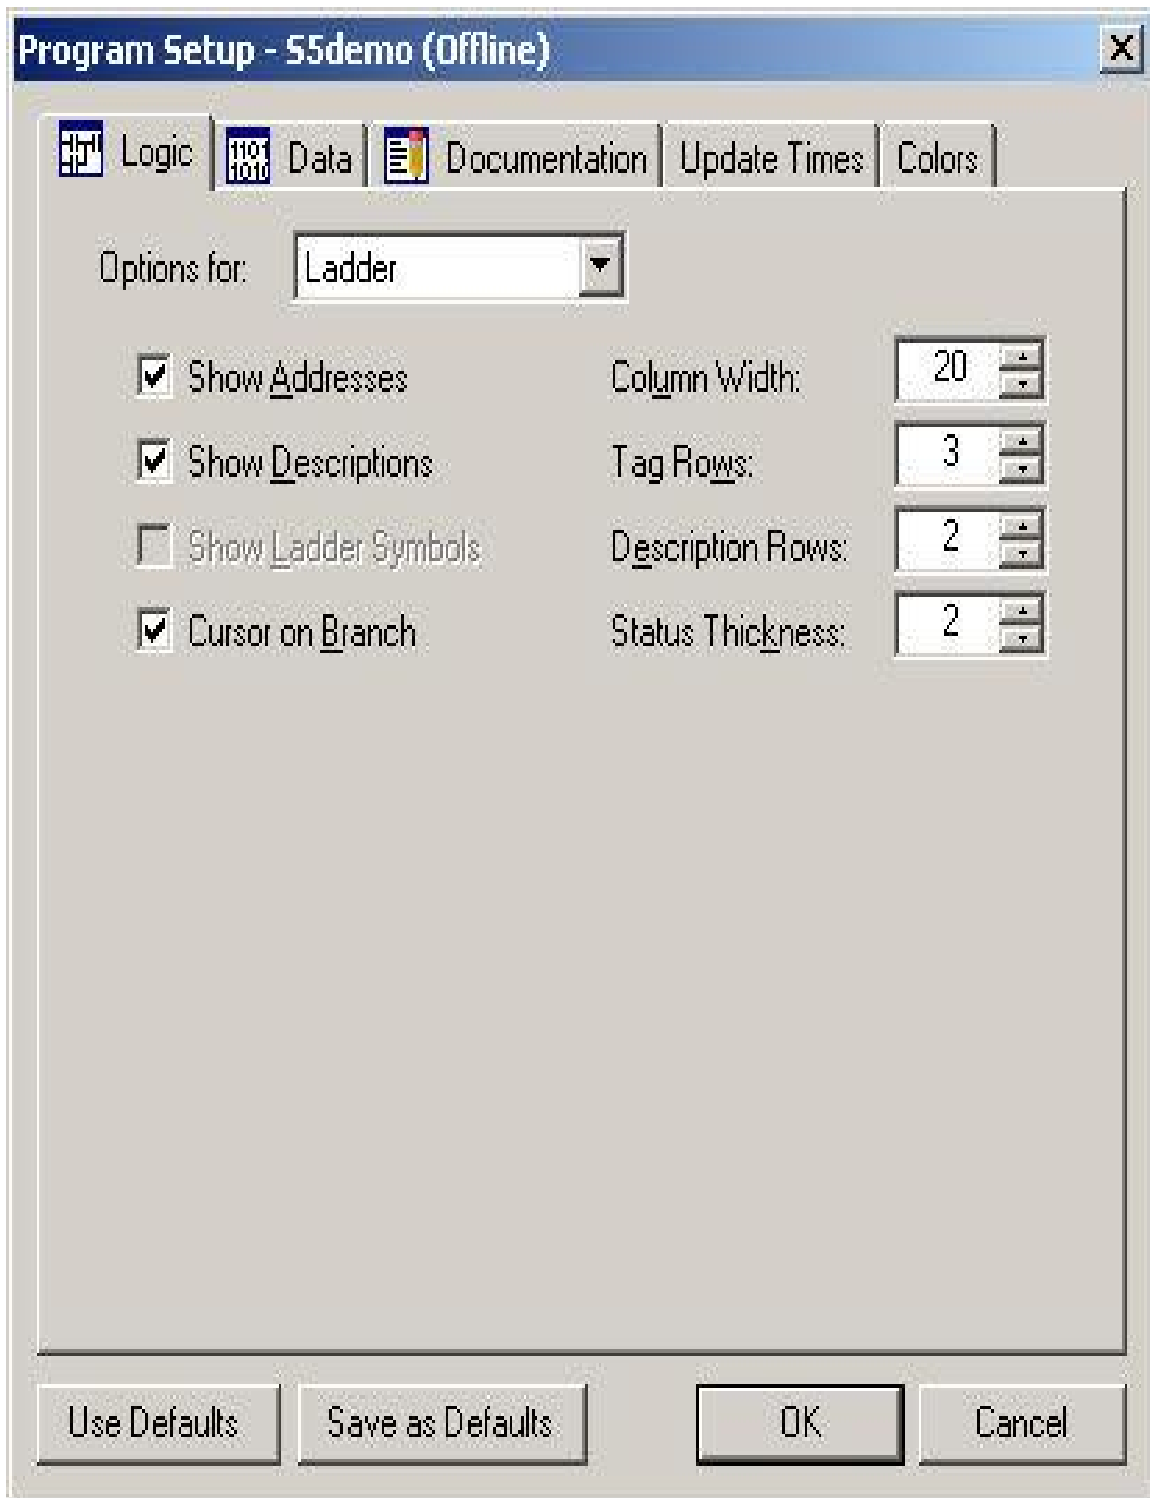 Program Setup - S5demo (Offline)
Logic Data Documentation Update Times Colors
Options for: Ladder
Show Addresses Column Width: 20
Show Descriptions Tag Rows: 3
Show Ladder Symbols Description Rows: 2
Cursor on Branch Status Thickness: 2
Use Defaults Save as Defaults OK Cancel